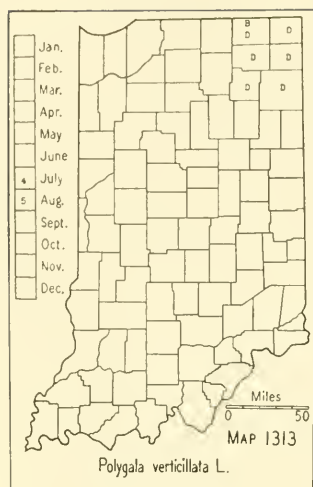 B
D D
D D
D D
Jan.
Feb.
Mar.
Apr.
May
June
4 July
5 Aug.
Sept.
Oct.
Nov.
Dec.
Miles
0 50
MAP 1313
Polygala verticillata L.